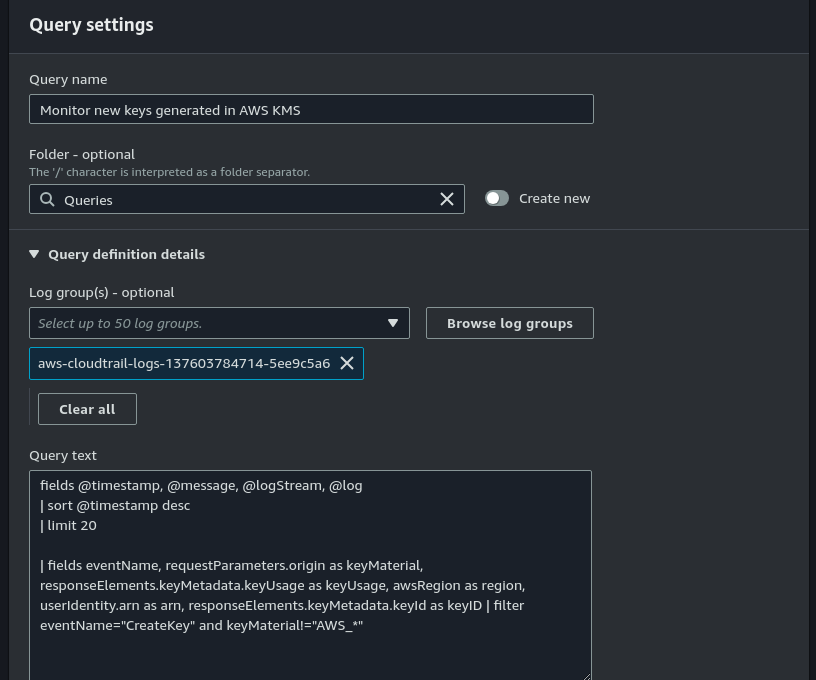 Query settings
Query name
Monitor new keys generated in AWS KMS
Folder - optional
The '/' character is interpreted as a folder separator.
Queries
Create new
Query definition details
Log group(s) - optional
Select up to 50 log groups.
Browse log groups
aws-cloudtrail-logs-137603784714-5ee9c5a6
Clear all
Query text
fields @timestamp, @message, @logStream, @log
| sort @timestamp desc
| limit 20
| fields eventName, requestParameters.origin as keyMaterial,
responseElements.keyMetadata.keyUsage as keyUsage, awsRegion as region,
userIdentity.arn as arn, responseElements.keyMetadata.keyId as keyID | filter
eventName="CreateKey" and keyMaterial!="AWS_*"